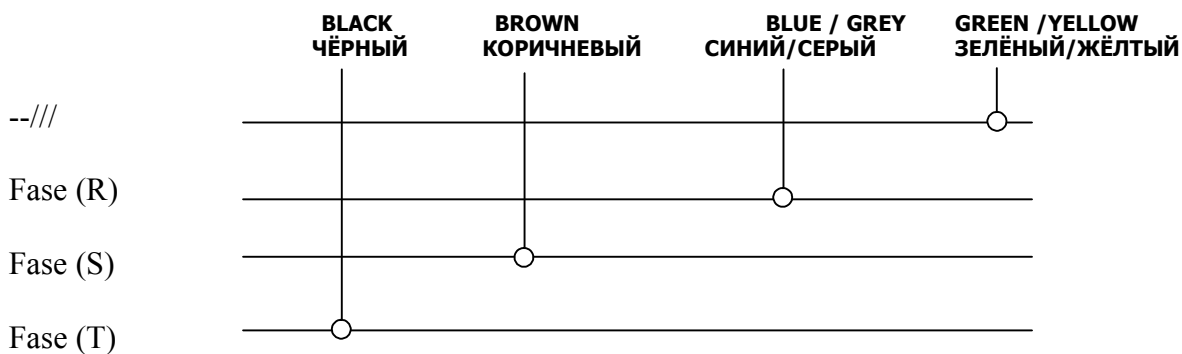 BLACK BROWN BLUE / GREY GREEN /YELLOW
ЧЁРНЫЙ КОРИЧНЕВЫЙ СИНИЙ/СЕРЫЙ ЗЕЛЁНЫЙ/ЖЁЛТЫЙ
--///
Fase (R)
Fase (S)
Fase (T)